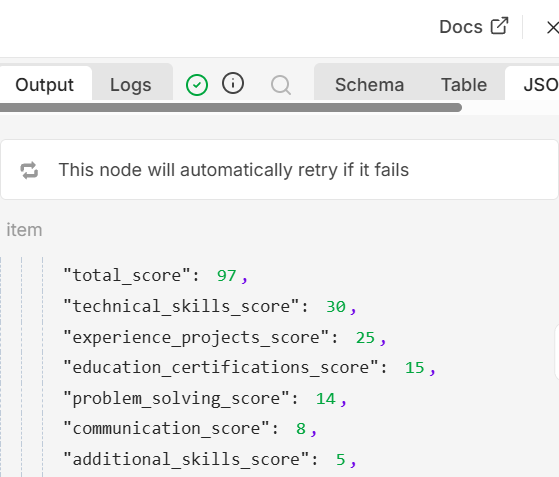 Docs
Output Logs Schema Table JSO
This node will automatically retry if it fails
item
"total_score": 97,
"technical_skills_score": 30,
"experience_projects_score": 25,
"education_certifications_score": 15,
"problem_solving_score": 14,
"communication_score": 8,
"additional_skills_score": 5,